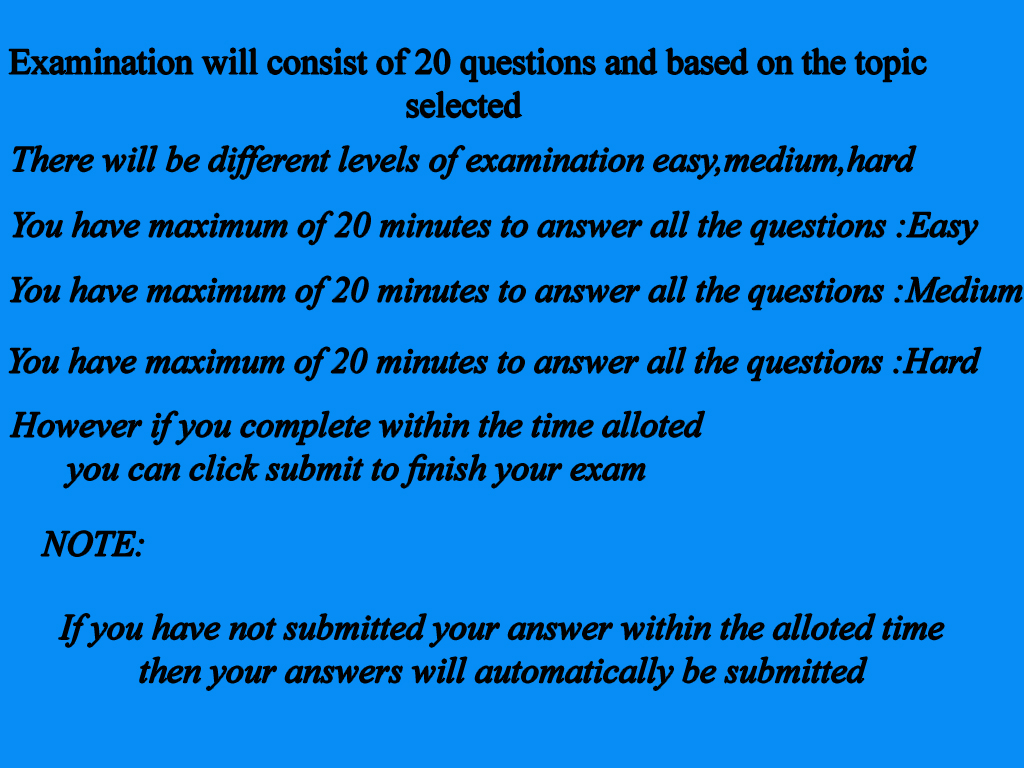 Examination will consist of 20 questions and based on the topic
selected
There will be different levels of examination easy,medium,hard
You have maximum of 20 minutes to answer all the questions :Easy
You have maximum of 20 minutes to answer all the questions :Medium
You have maximum of 20 minutes to answer all the questions :Hard
However if you complete within the time alloted
you can click submit to finish your exam
NOTE:
If you have not submitted your answer within the alloted time
then your answers will automatically be submitted